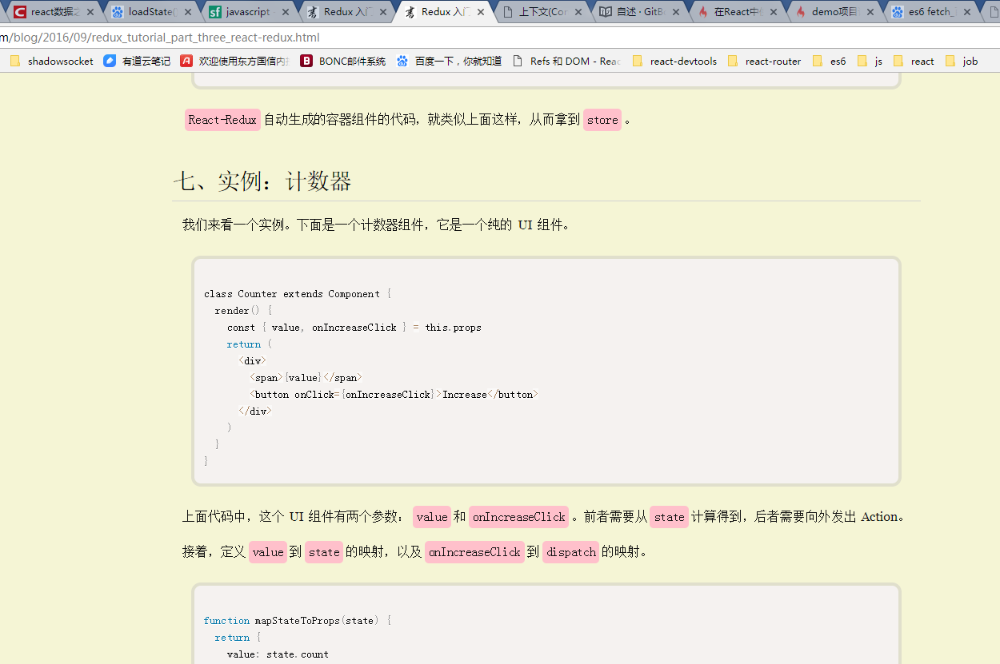 react数据之
loadState(
javascript -
Redux 入门
Redux 入门
上下文(Con
自述 · GitB
在React中
demo项目
es6 fetch_
m/blog/2016/09/redux_tutorial_part_three_react-redux.html
shadowsocket 有道云笔记 欢迎使用东方国信内 BONC邮件系统 百度一下，你就知道 Refs 和 DOM - Reac react-devtools react-router es6 js react job
React-Redux 自动生成的容器组件的代码，就类似上面这样，从而拿到 store 。
七、实例：计数器
我们来看一个实例。下面是一个计数器组件，它是一个纯的 UI 组件。
class Counter extends Component {
render() {
const { value, onIncreaseClick } = this.props
return (
<div>
<span>{value}</span>
<button onClick={onIncreaseClick}>Increase</button>
</div>
)
}
}
上面代码中，这个 UI 组件有两个参数： value 和 onIncreaseClick 。前者需要从 state 计算得到，后者需要向外发出 Action。
接着，定义 value 到 state 的映射，以及 onIncreaseClick 到 dispatch 的映射。
function mapStateToProps(state) {
return {
value: state.count